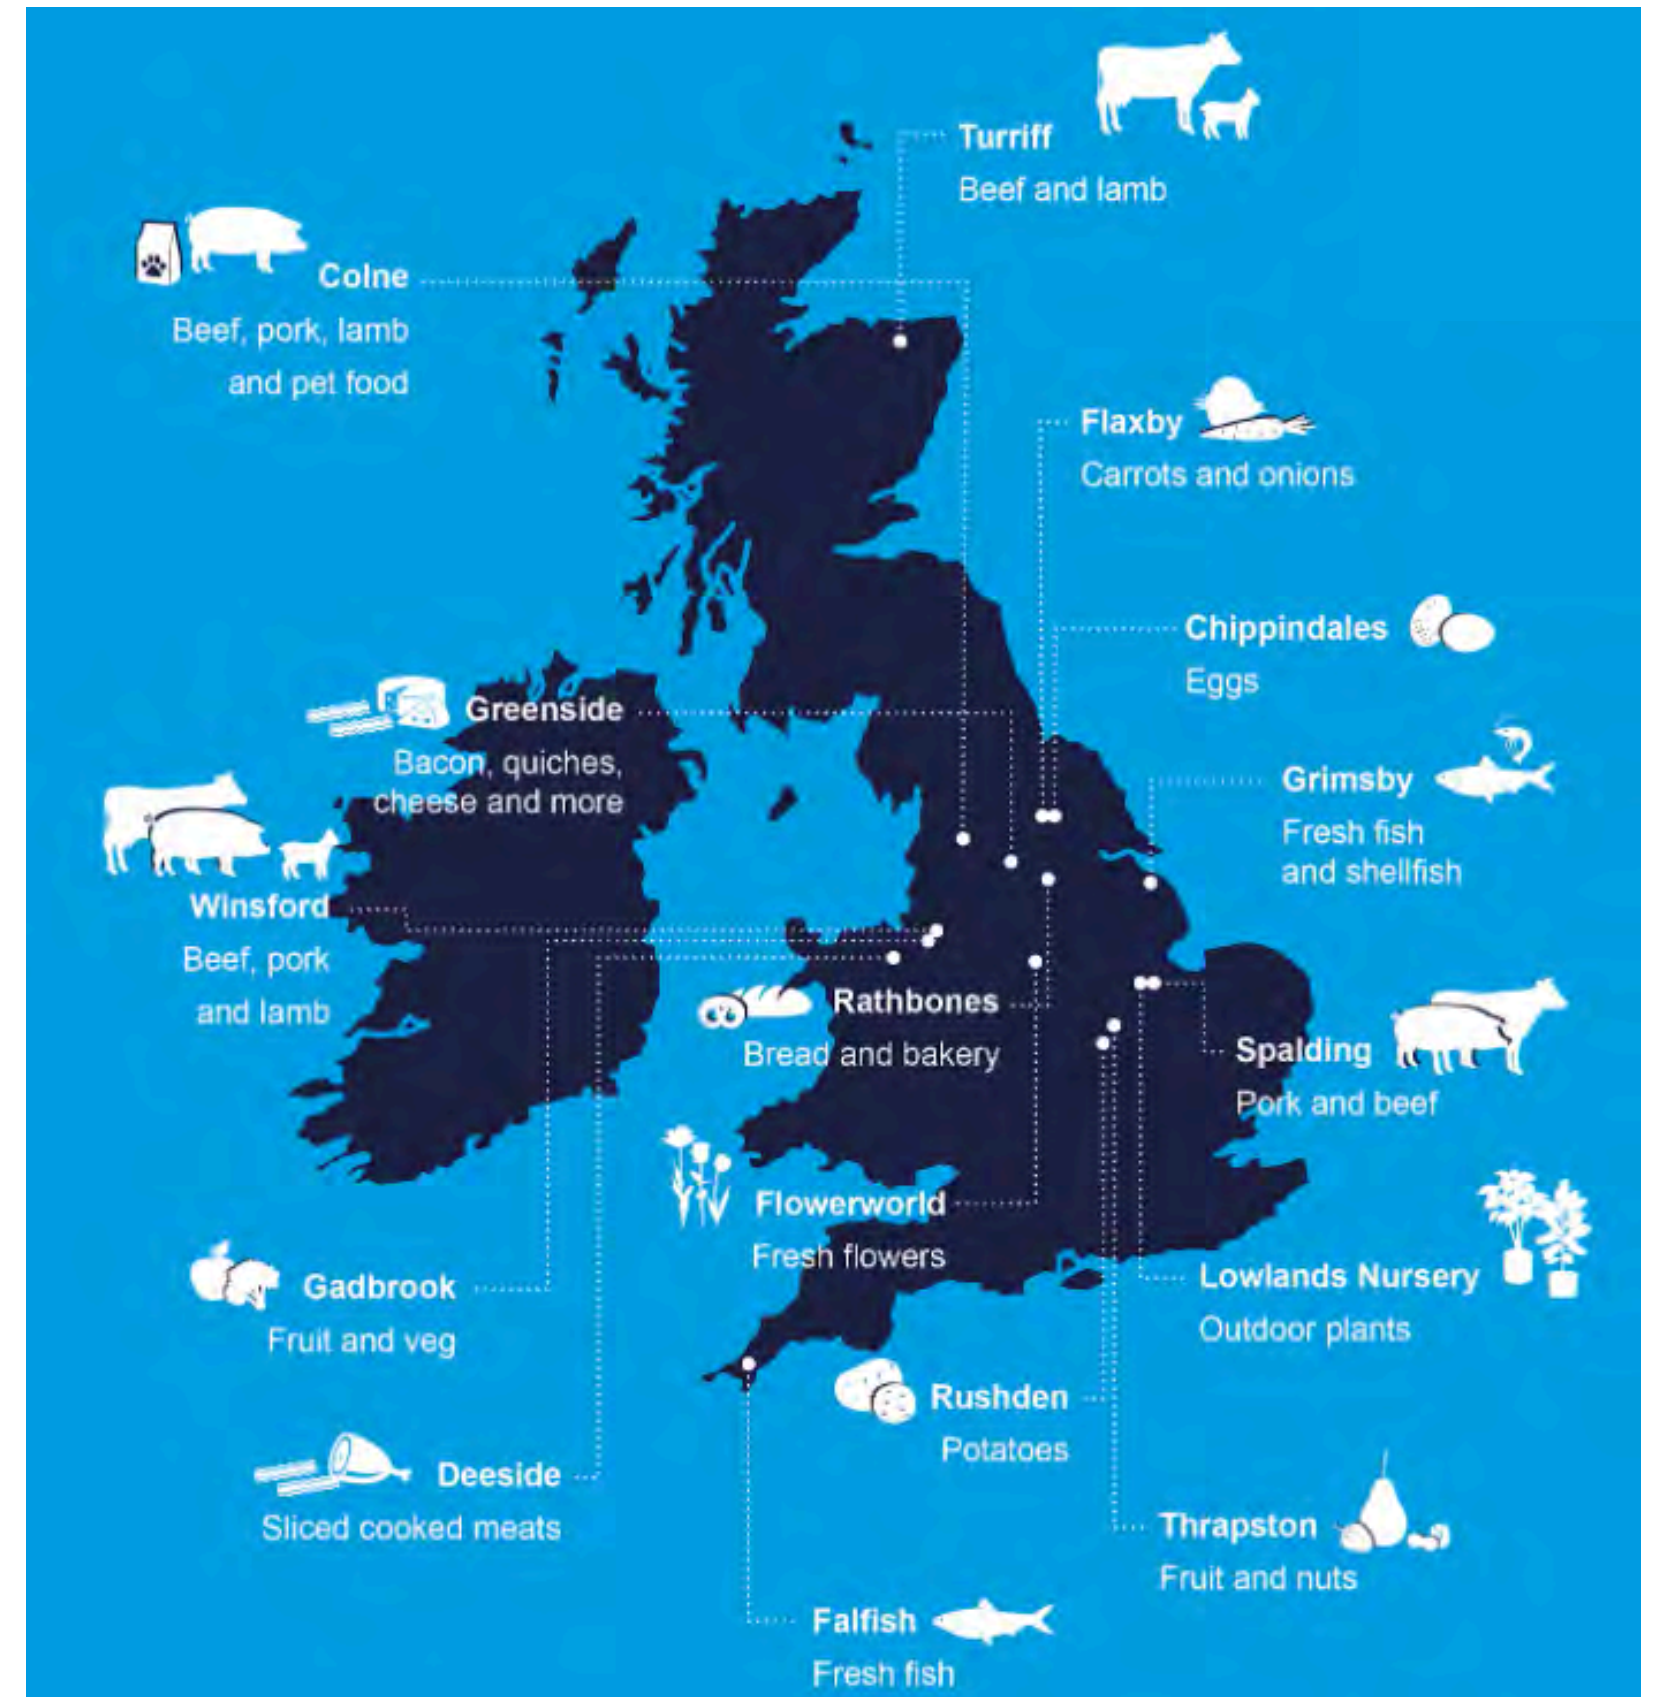 Turriff
Beef and lamb
Colne
Beef, pork, lamb
and pet food
Flaxby
Carrots and onions
Chippindales
Eggs
Greenside
Bacon, quiches,
cheese and more
Grimsby
Fresh fish
and shellfish
Winsford
Beef, pork
and lamb
Rathbones
Bread and bakery
Spalding
Pork and beef
Flowerworld
Fresh flowers
Gadbrook
Fruit and veg
Lowlands Nursery
Outdoor plants
Rushden
Potatoes
Deeside
Sliced cooked meats
Thrapston
Fruit and nuts
Falfish
Fresh fish